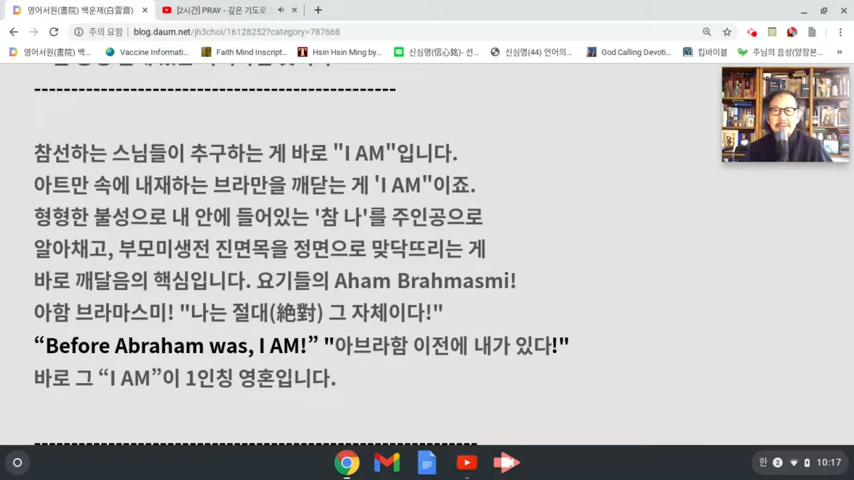 영어서원(書院) 백운재(白雲齋)
[2시간] PRAY - 깊은 기도로
주의 요함
blog.daum.net/jh3choi/16128252?category=787668
영어서원(書院) 백
Vaccine Informati...
Faith Mind Inscript...
Hsin Hsin Ming by...
신심명(信心銘)- 선...
신심명(44) 언어의...
God Calling Devoti...
킹바이블
주님의 음성(양장본...
--------------------------------------------------
참선하는 스님들이 추구하는 게 바로 "I AM"입니다.
아트만 속에 내재하는 브라만을 깨닫는 게 'I AM"이죠.
형형한 불성으로 내 안에 들어있는 '참 나'를 주인공으로
알아채고, 부모미생전 진면목을 정면으로 맞닥뜨리는 게
바로 깨달음의 핵심입니다. 요기들의 Aham Brahmasmi!
아함 브라마스미! "나는 절대(絶對) 그 자체이다!"
“Before Abraham was, I AM!” "아브라함 이전에 내가 있다!"
바로 그 “I AM”이 1인칭 영혼입니다.
-------------------------------------------------------------
한
2
10:17